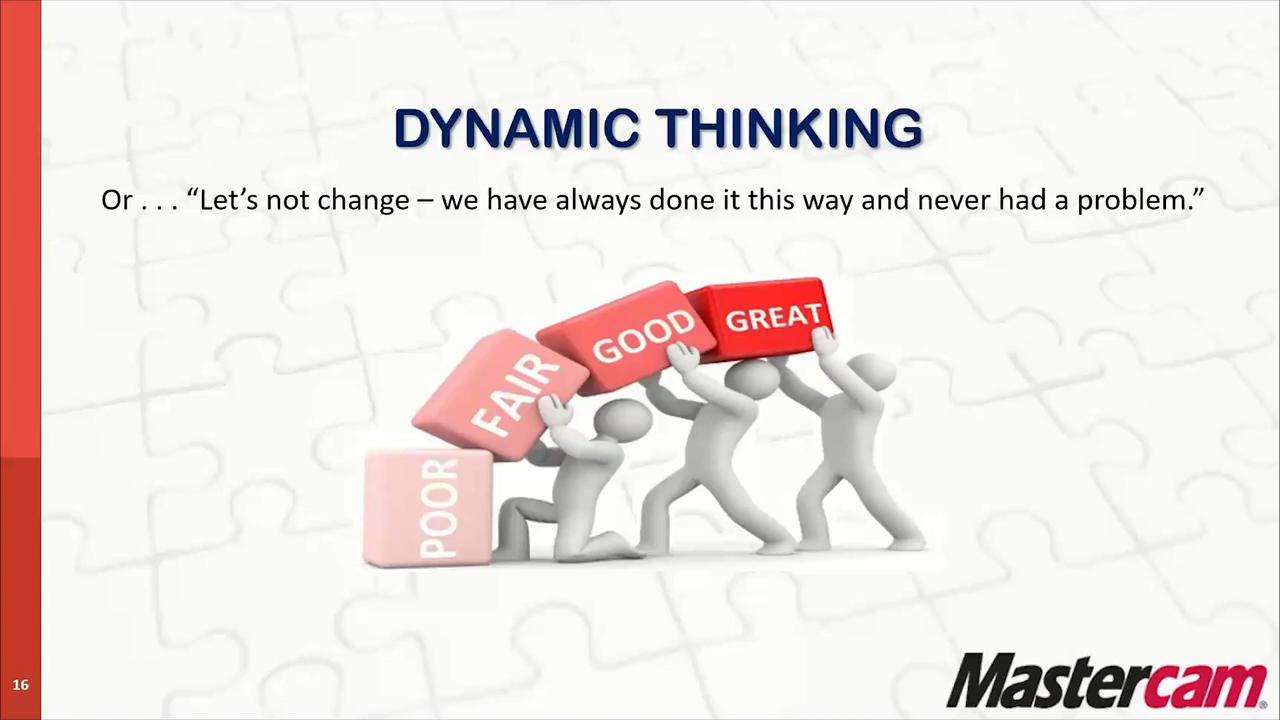 DYNAMIC THINKING
Or . . . “Let’s not change – we have always done it this way and never had a problem.”
GREAT
GOOD
FAIR
POOR
16
Mastercam®